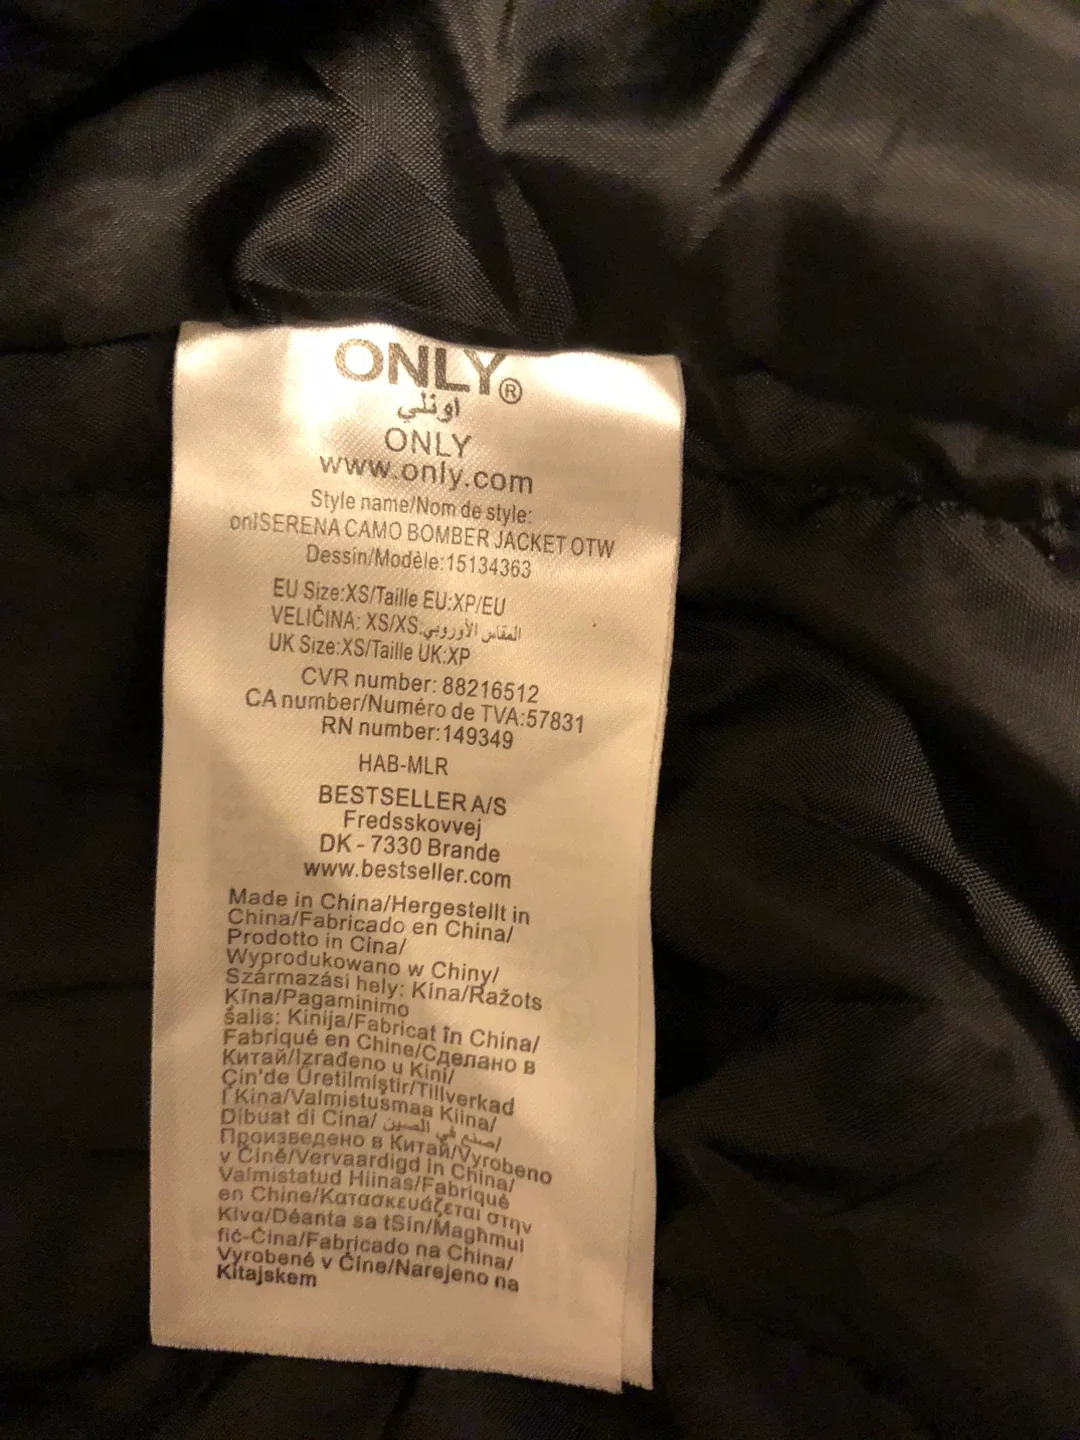 ONLY®
اونلي
ONLY
www.only.com
Style name/Nom de style:
onlSERENA CAMO BOMBER JACKET OTW
Dessin/Modèle:15134363
EU Size:XS/Taille EU:XP/EU
VELIČINA: XS/XS:المقاس الأوروبي
UK Size:XS/Taille UK:XP
CVR number: 88216512
CA number/Numéro de TVA:57831
RN number:149349
HAB-MLR
BESTSELLER A/S
Fredsskovvej
DK - 7330 Brande
www.bestseller.com
Made in China/Hergestellt in
China/Fabricado en China/
Prodotto in Cina/
Wyprodukowano w Chiny/
Származási hely: Kína/Ražots
Ķīna/Pagaminimo
šalis: Kinija/Fabricat în China/
Fabriqué en Chine/Сделано в
Китай/Izrađeno u Kini/
Çin'de Üretilmiştir/Tillverkad
i Kina/Valmistusmaa Kiina/
Dibuat di Cina/ صنع في الصين/
Произведено в Китай/Vyrobeno
v Čině/Vervaardigd in China/
Valmistatud Hiinas/Fabriqué
en Chine/Κατασκευάζεται στην
Κίνα/Déanta sa tSín/Magħmul
fiċ-Ċina/Fabricado na China/
Vyrobené v Číne/Narejeno na
Kitajskem